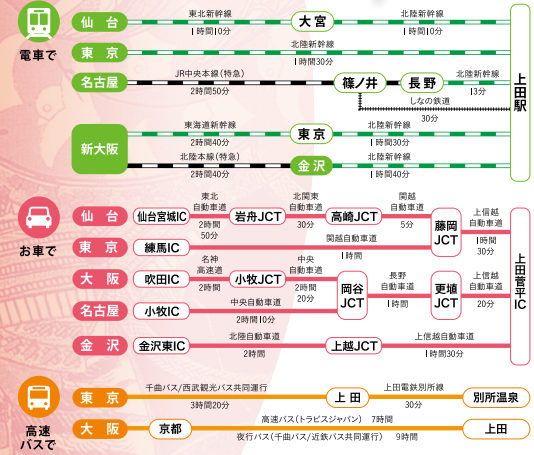 電車で
仙台
東北新幹線
1時間10分
大宮
北陸新幹線
1時間10分
東京
北陸新幹線
1時間30分
名古屋
JR中央本線(特急)
2時間50分
篠ノ井
長野
北陸新幹線
13分
しなの鉄道
30分
新大阪
東海道新幹線
2時間40分
東京
北陸新幹線
1時間30分
北陸本線(特急)
2時間40分
金沢
北陸新幹線
1時間40分
上田駅
お車で
仙台
仙台宮城IC
東北
自動車道
2時間
50分
岩舟JCT
北関東
自動車道
30分
高崎JCT
関越
自動車道
5分
藤岡
JCT
上信越
自動車道
1時間
30分
東京
練馬IC
関越自動車道
1時間
大阪
吹田IC
名神
高速道
2時間
小牧JCT
中央
自動車道
2時間
20分
岡谷
JCT
長野
自動車道
1時間
更埴
JCT
上信越
自動車道
20分
名古屋
小牧IC
中央自動車道
2時間10分
金沢
金沢東IC
北陸自動車道
2時間
上越JCT
上信越自動車道
1時間30分
上田菅平IC
高速
バスで
東京
千曲バス/西武観光バス共同運行
3時間20分
上田
上田電鉄別所線
30分
別所温泉
大阪
京都
高速バス(トラビスジャパン) 7時間
夜行バス(千曲バス/近鉄バス共同運行) 9時間
上田